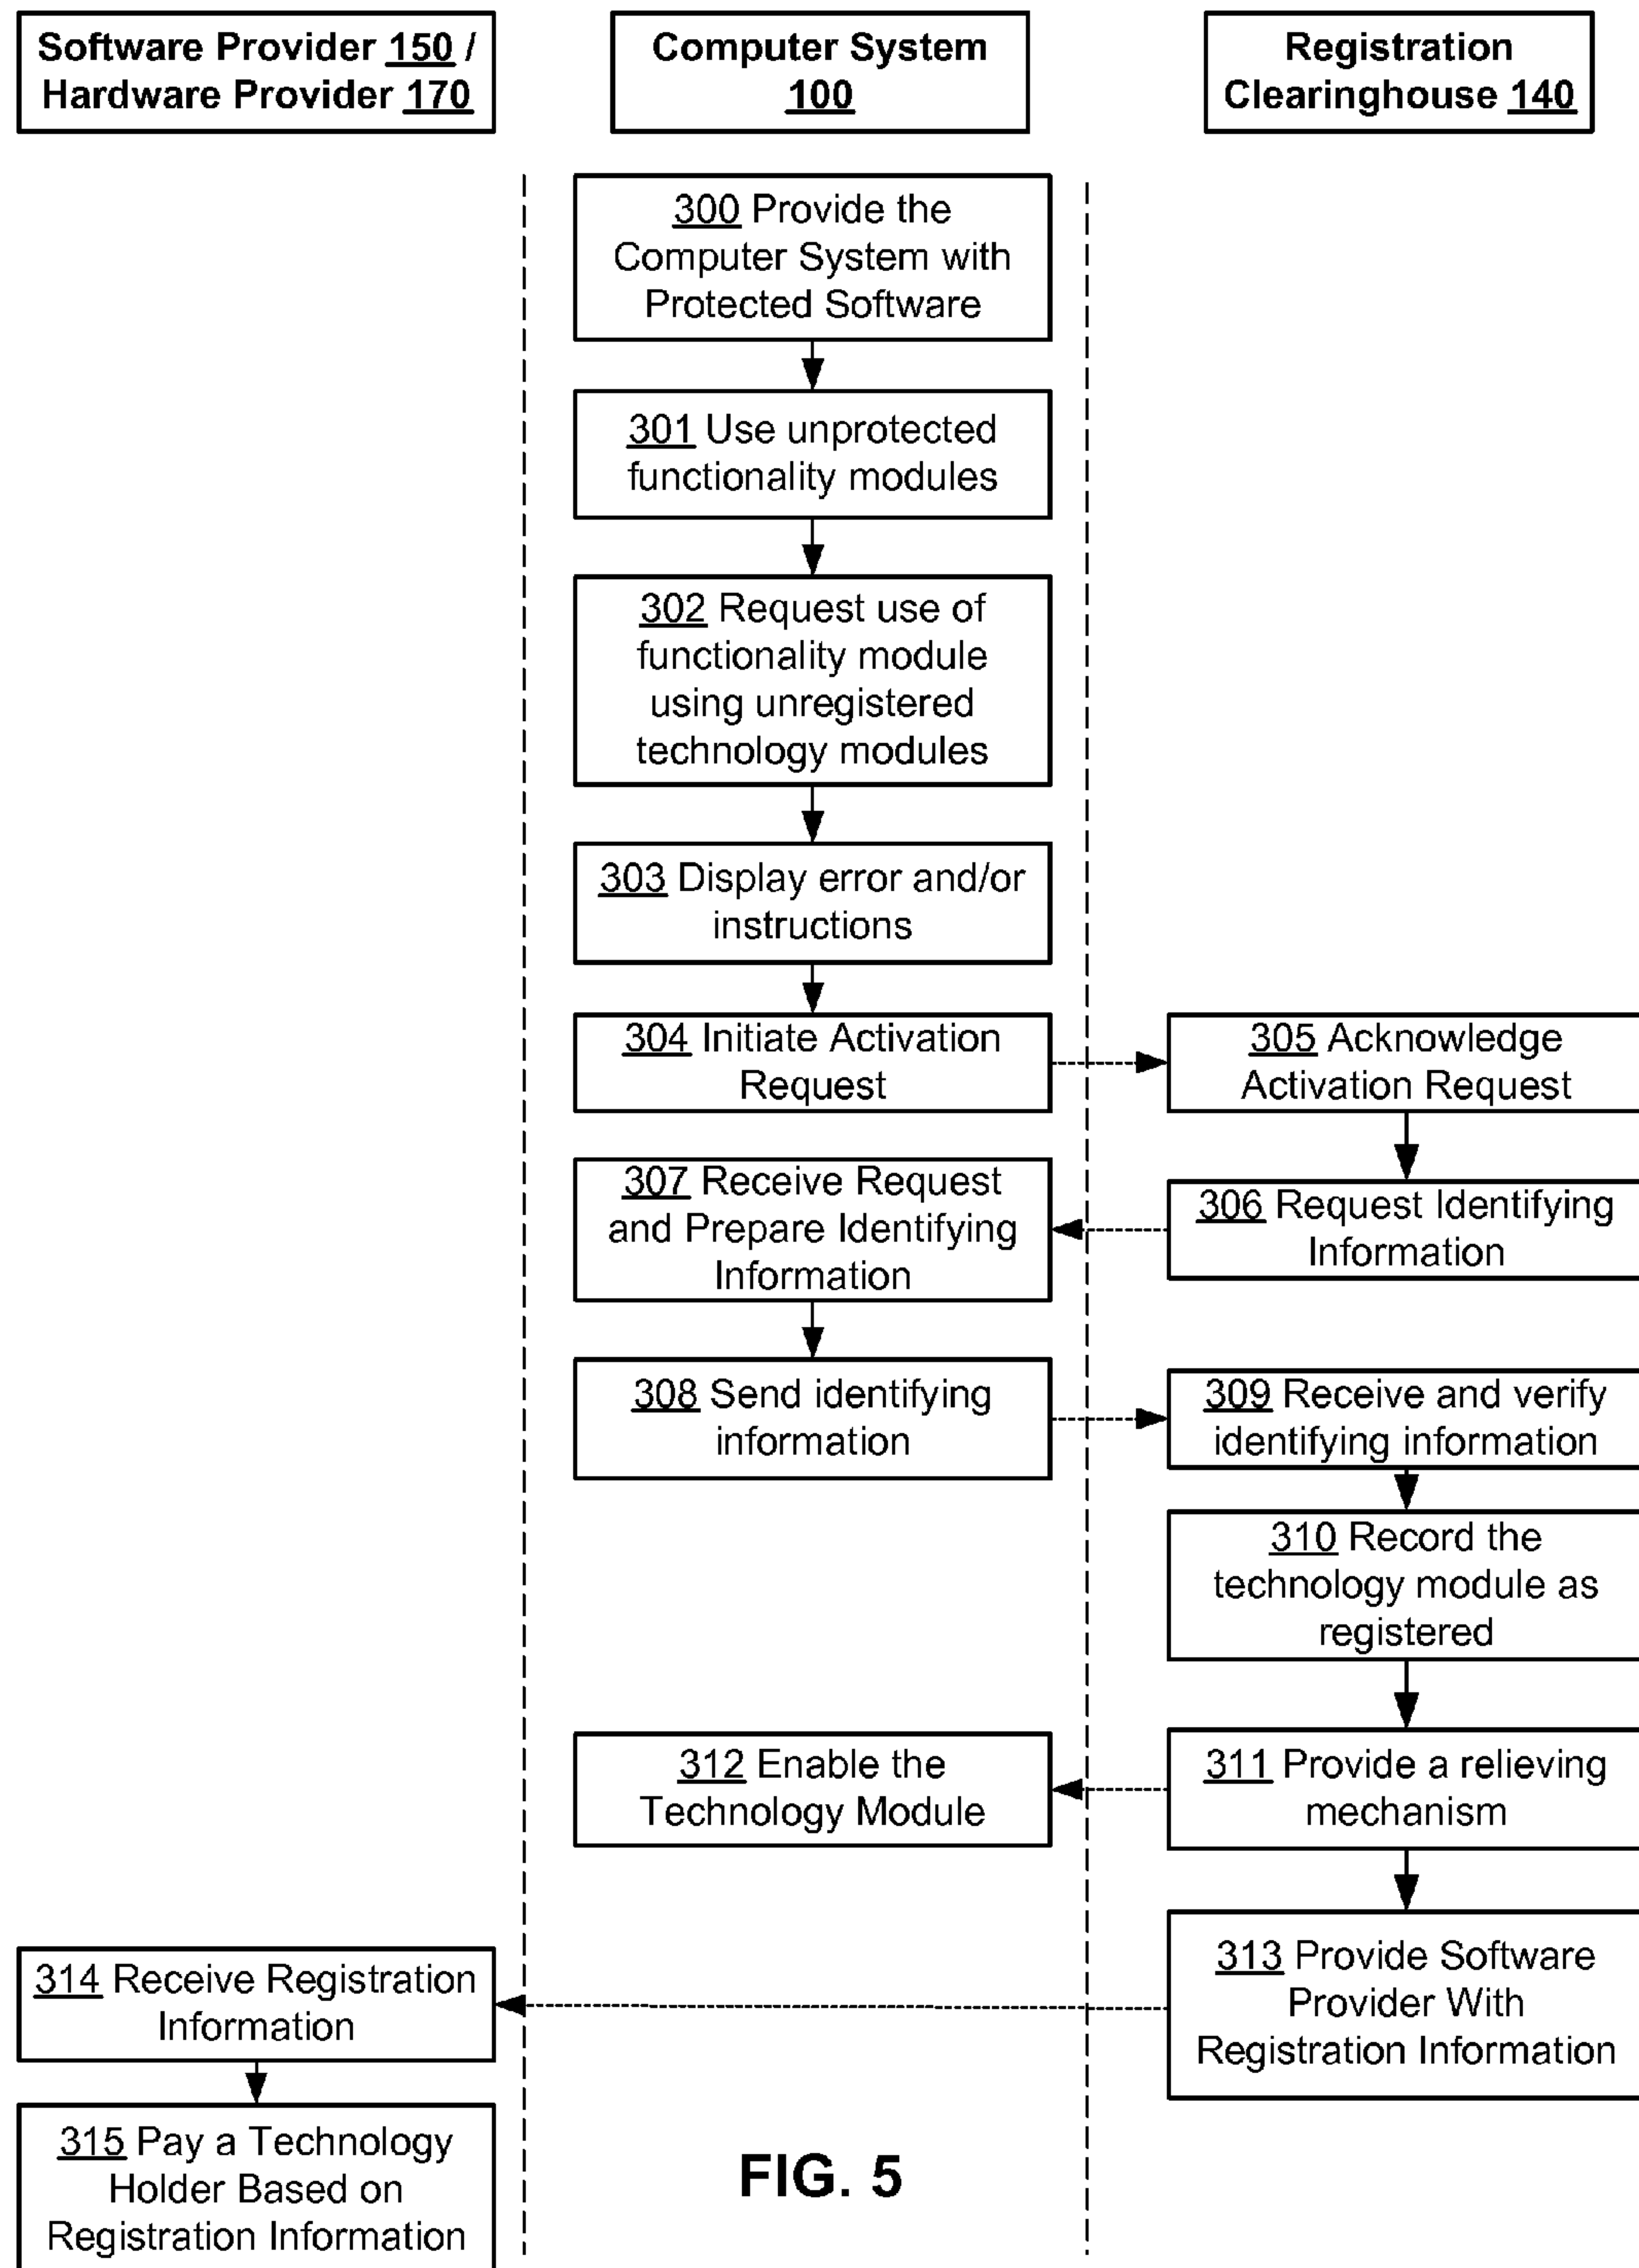 Software Provider 150 /
Hardware Provider 170
Computer System
100
Registration
Clearinghouse 140
300 Provide the
Computer System with
Protected Software
301 Use unprotected
functionality modules
302 Request use of
functionality module
using unregistered
technology modules
303 Display error and/or
instructions
304 Initiate Activation
Request
305 Acknowledge
Activation Request
306 Request Identifying
Information
307 Receive Request
and Prepare Identifying
Information
308 Send identifying
information
309 Receive and verify
identifying information
310 Record the
technology module as
registered
311 Provide a relieving
mechanism
312 Enable the
Technology Module
313 Provide Software
Provider With
Registration Information
314 Receive Registration
Information
315 Pay a Technology
Holder Based on
Registration Information
FIG. 5